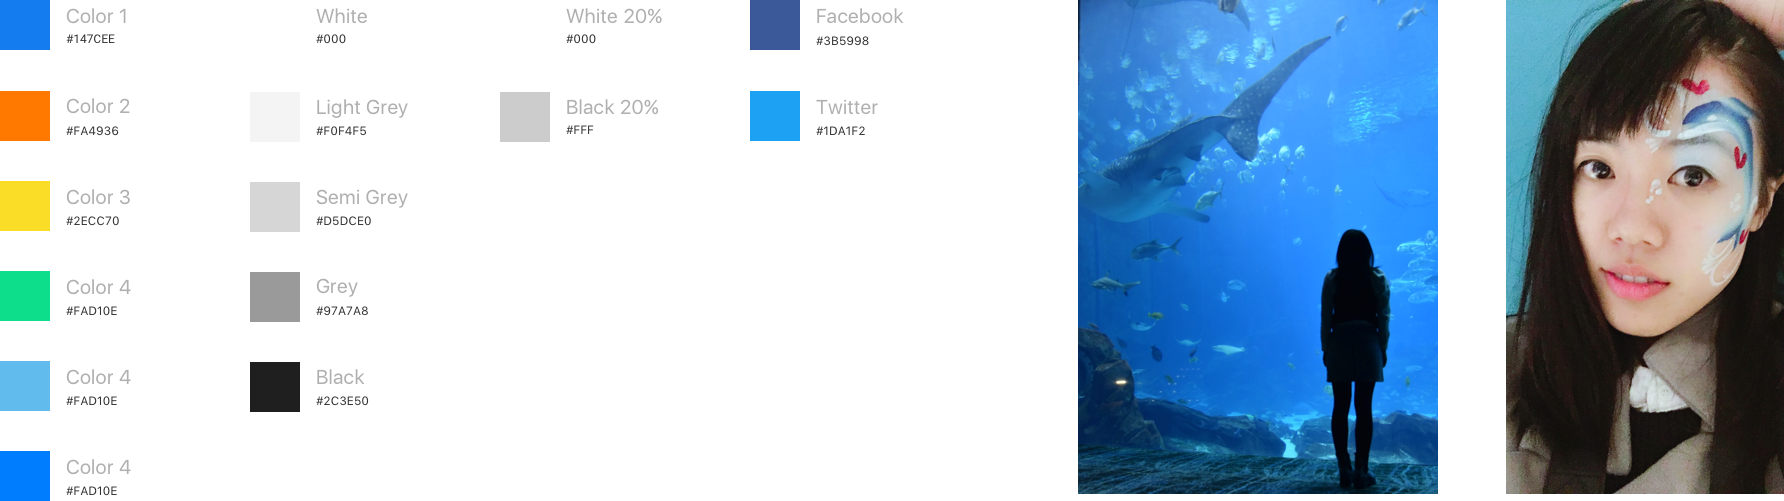 Color 1
#147CEE
White
#000
White 20%
#000
Facebook
#3B5998
Color 2
#FA4936
Light Grey
#F0F4F5
Black 20%
#FFF
Twitter
#1DA1F2
Color 3
#2ECC70
Semi Grey
#D5DCE0
Color 4
#FAD10E
Grey
#97A7A8
Color 4
#FAD10E
Black
#2C3E50
Color 4
#FAD10E